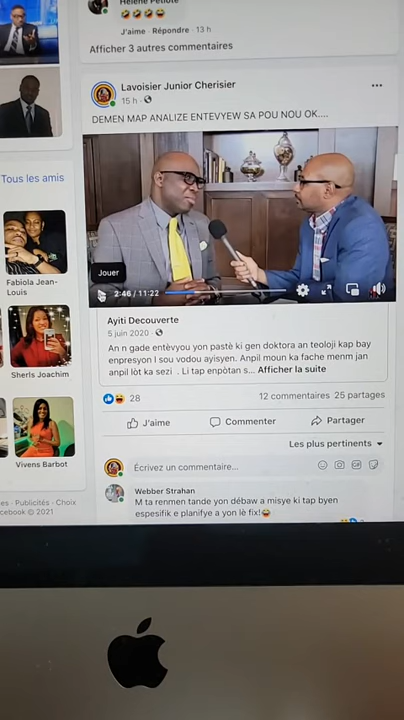 Hélène Petiote
J'aime · Répondre · 13 h
Afficher 3 autres commentaires
Lavoisier Junior Cherisier
15 h ·
DEMEN MAP ANALIZE ENTEVYEW SA POU NOU OK....
Tous les amis
Fabiola Jean-
Louis
Sherls Joachim
Vivens Barbot
Jouer
2:46 / 11:22
Ayiti Decouverte
5 juin 2020 ·
An n gade entèvyou yon pastè ki gen doktora an teoloji kap bay
enpresyon l sou vodou ayisyen. Anpil moun ka fache menm jan
anpil lòt ka sezi . Li tap enpòtan s... Afficher la suite
28
12 commentaires 25 partages
J'aime
Commenter
Partager
Les plus pertinents
Écrivez un commentaire...
GIF
Webber Strahan
M ta renmen tande yon débaw a misye ki tap byen
espesifik e planifye a yon lè fix!
es · Publicités · Choix
cebook © 2021